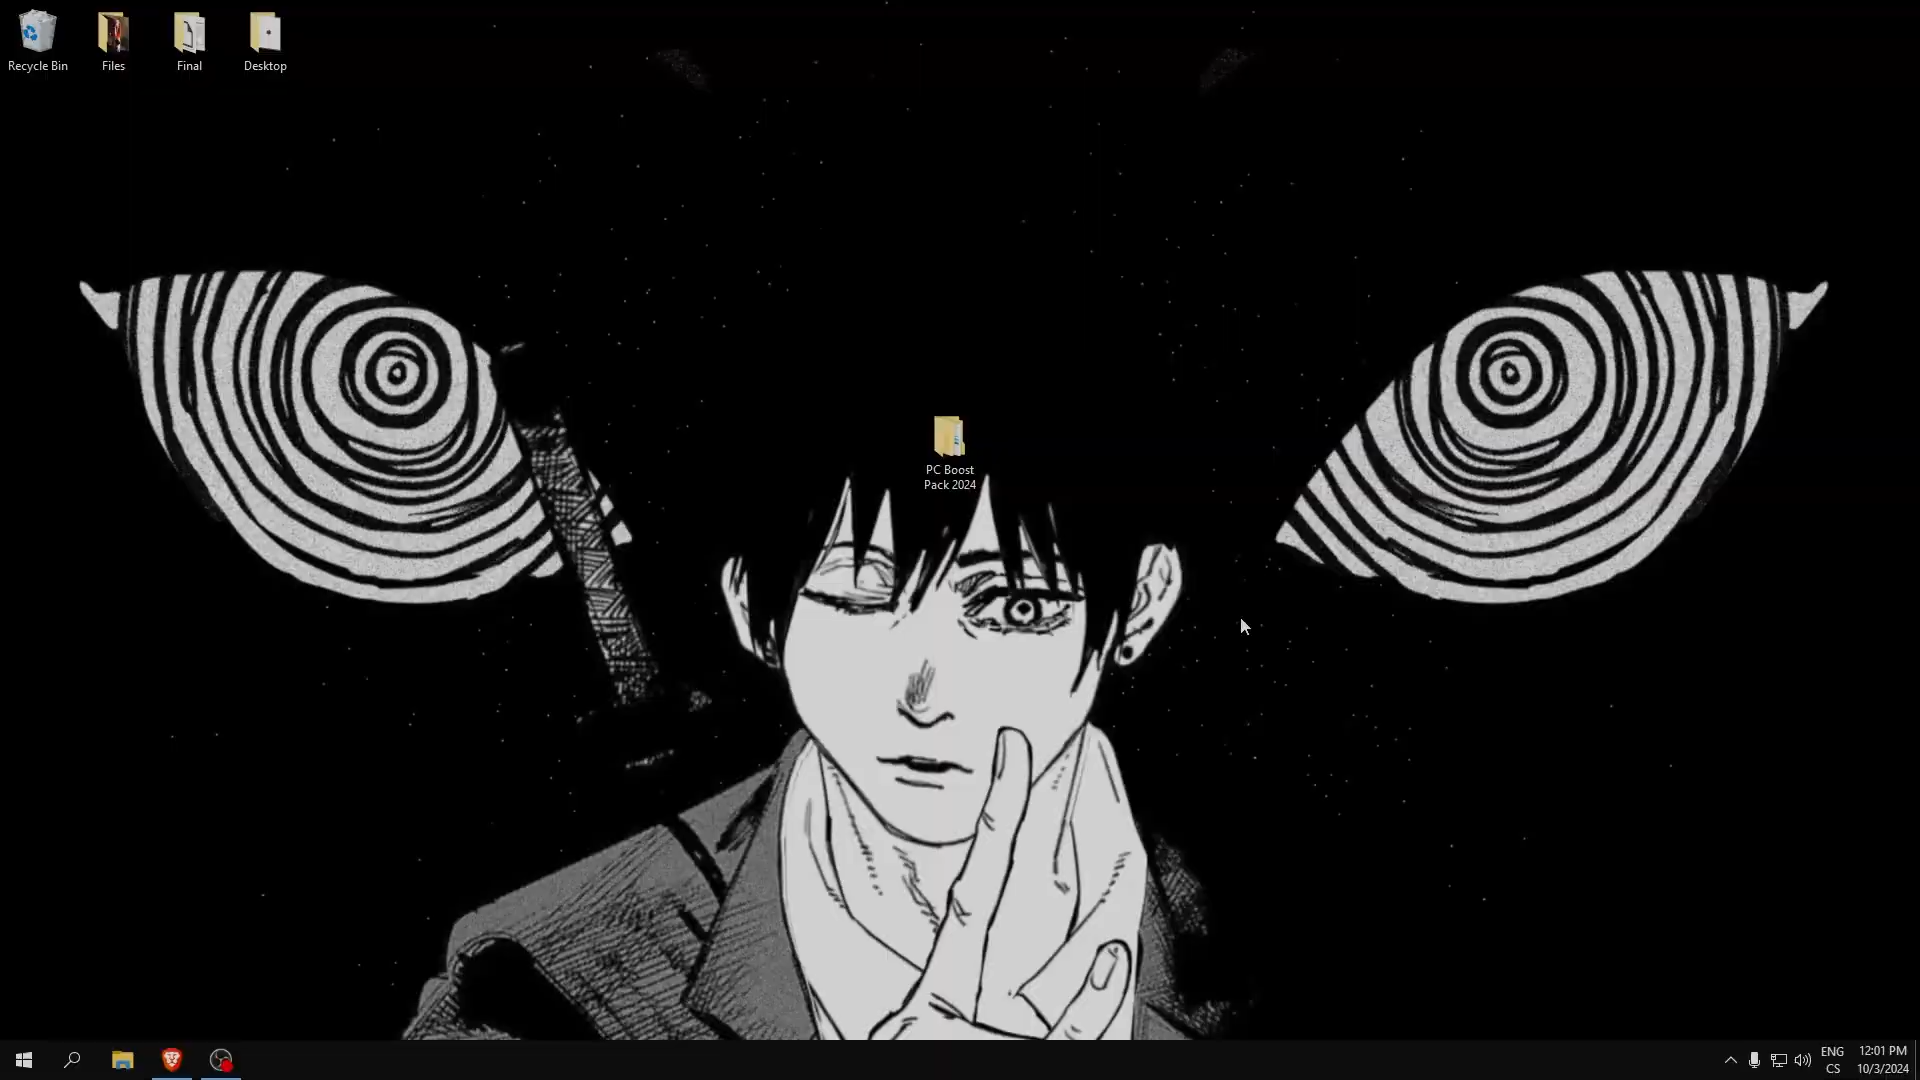 Recycle Bin
Files
Final
Desktop
PC Boost
Pack 2024
ENG
CS
12:01 PM
10/3/2024